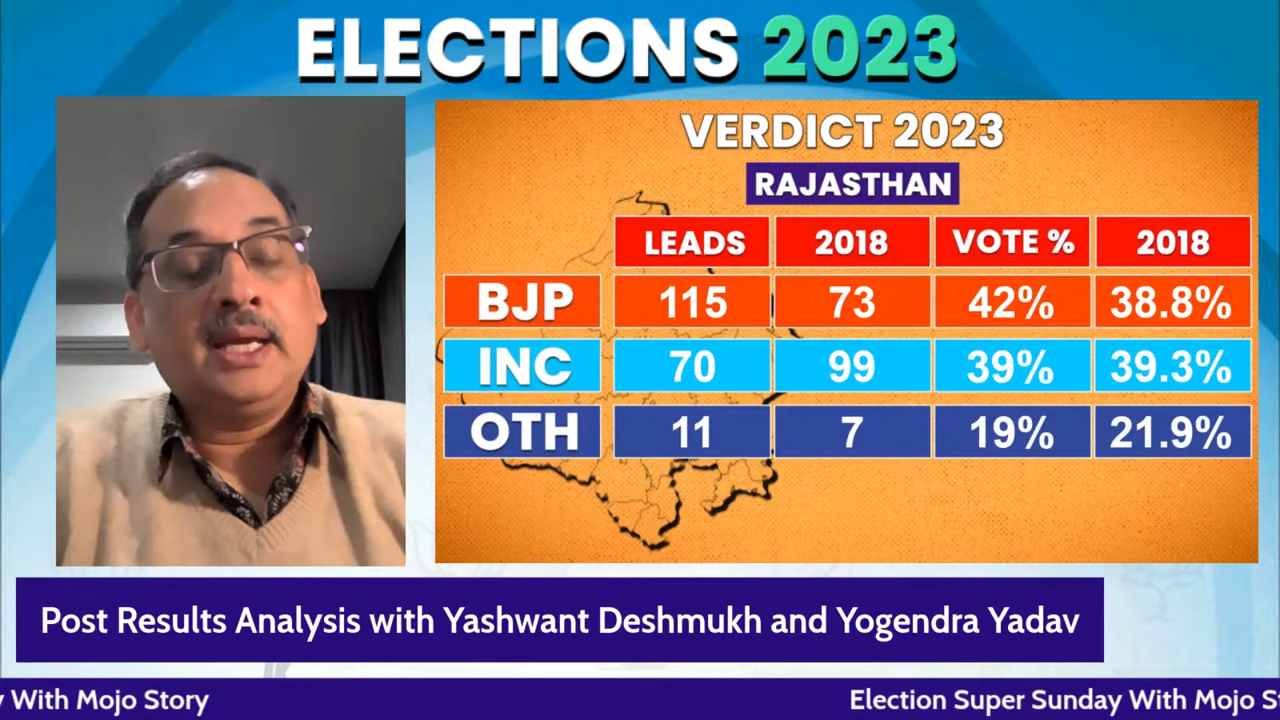 ELECTIONS 2023
VERDICT 2023
RAJASTHAN
LEADS 2018 VOTE % 2018
BJP 115 73 42% 38.8%
INC 70 99 39% 39.3%
OTH 11 7 19% 21.9%
Post Results Analysis with Yashwant Deshmukh and Yogendra Yadav
With Mojo Story Election Super Sunday With Mojo